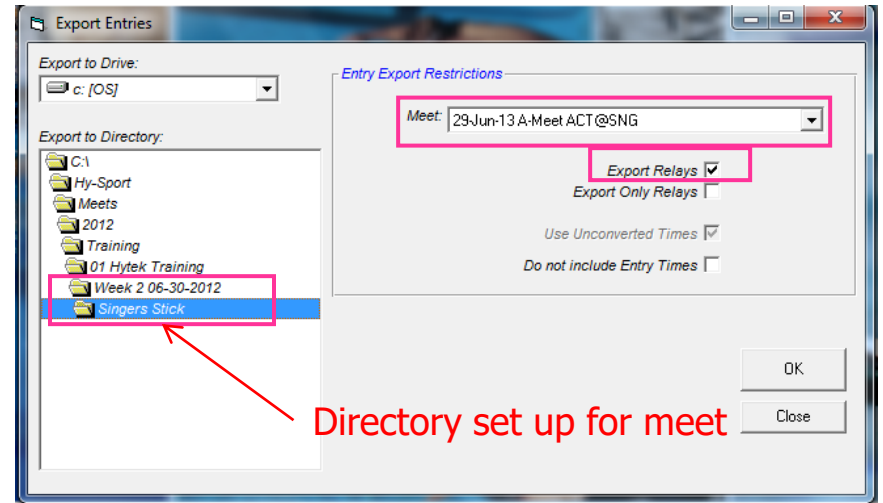 Export Entries
Export to Drive:
c: [OS]
Export to Directory:
C:\
Hy-Sport
Meets
2012
Training
01 Hytek Training
Week 2 06-30-2012
Singers Stick
Entry Export Restrictions
Meet: 29-Jun-13 A-Meet ACT@SNG
Export Relays
Export Only Relays
Use Unconverted Times
Do not include Entry Times
OK
Close
Directory set up for meet